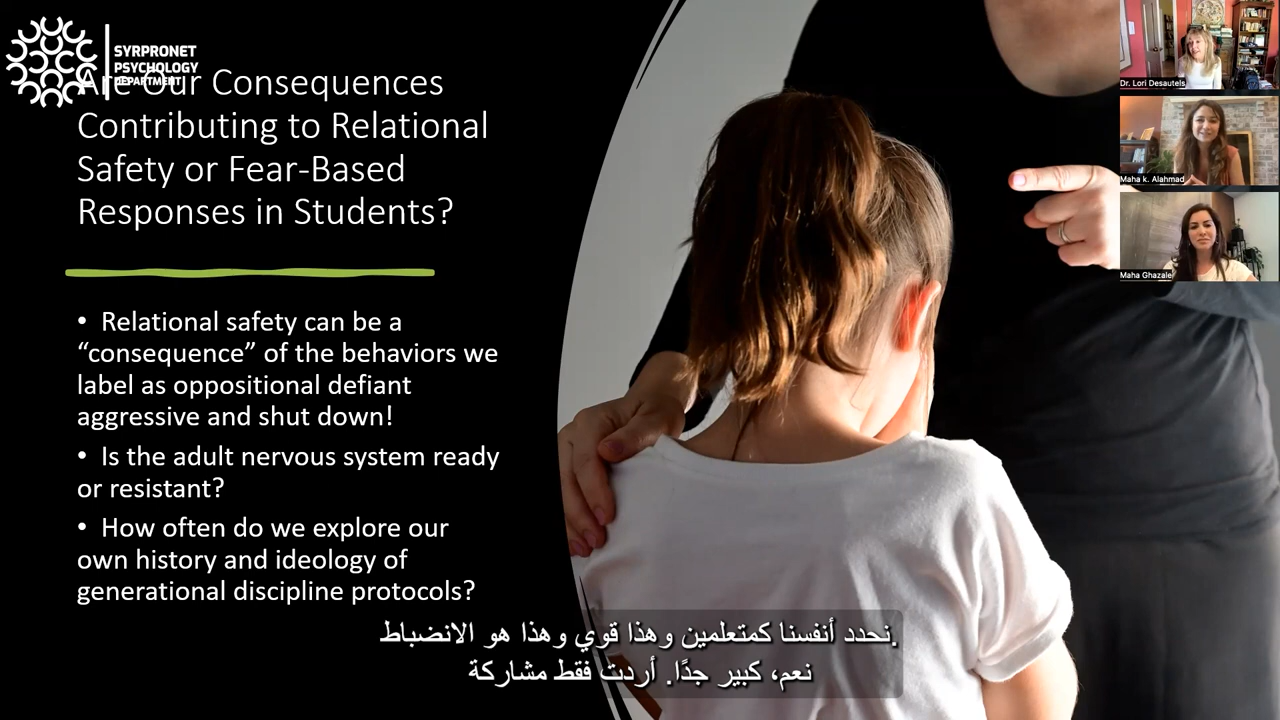 SYRPRONET
PSYCHOLOGY
DEPARTMENT
Are Our Consequences
Contributing to Relational
Safety or Fear-Based
Responses in Students?
• Relational safety can be a
“consequence” of the behaviors we
label as oppositional defiant
aggressive and shut down!
• Is the adult nervous system ready
or resistant?
• How often do we explore our
own history and ideology of
generational discipline protocols?
نحدد أنفسنا كمتعلمين وهذا قوي وهذا هو الانضباط.
نعم، كبير جدًا. أردت فقط مشاركة
Dr. Lori Desautels
Maha k. Alahmad
Maha Ghazale